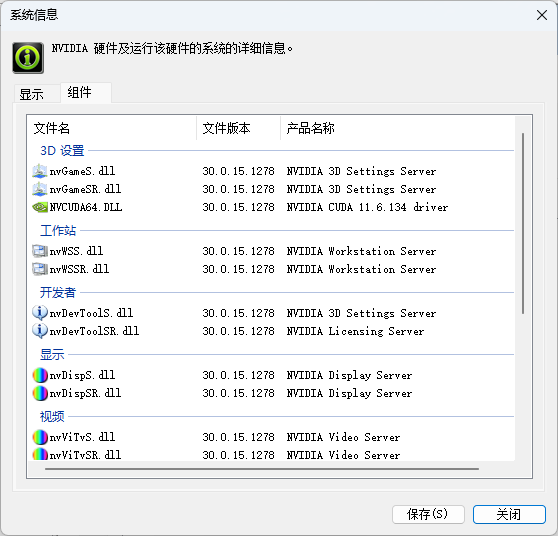 系统信息
NVIDIA 硬件及运行该硬件的系统的详细信息。
显示 组件
文件名 文件版本 产品名称
3D 设置
nvGameS.dll 30.0.15.1278 NVIDIA 3D Settings Server
nvGameSR.dll 30.0.15.1278 NVIDIA 3D Settings Server
NVCUDA64.DLL 30.0.15.1278 NVIDIA CUDA 11.6.134 driver
工作站
nvWSS.dll 30.0.15.1278 NVIDIA Workstation Server
nvWSSR.dll 30.0.15.1278 NVIDIA Workstation Server
开发者
nvDevToolS.dll 30.0.15.1278 NVIDIA 3D Settings Server
nvDevToolSR.dll 30.0.15.1278 NVIDIA Licensing Server
显示
nvDispS.dll 30.0.15.1278 NVIDIA Display Server
nvDispSR.dll 30.0.15.1278 NVIDIA Display Server
视频
nvViTvS.dll 30.0.15.1278 NVIDIA Video Server
nvViTvSR.dll 30.0.15.1278 NVIDIA Video Server
保存(S) 关闭